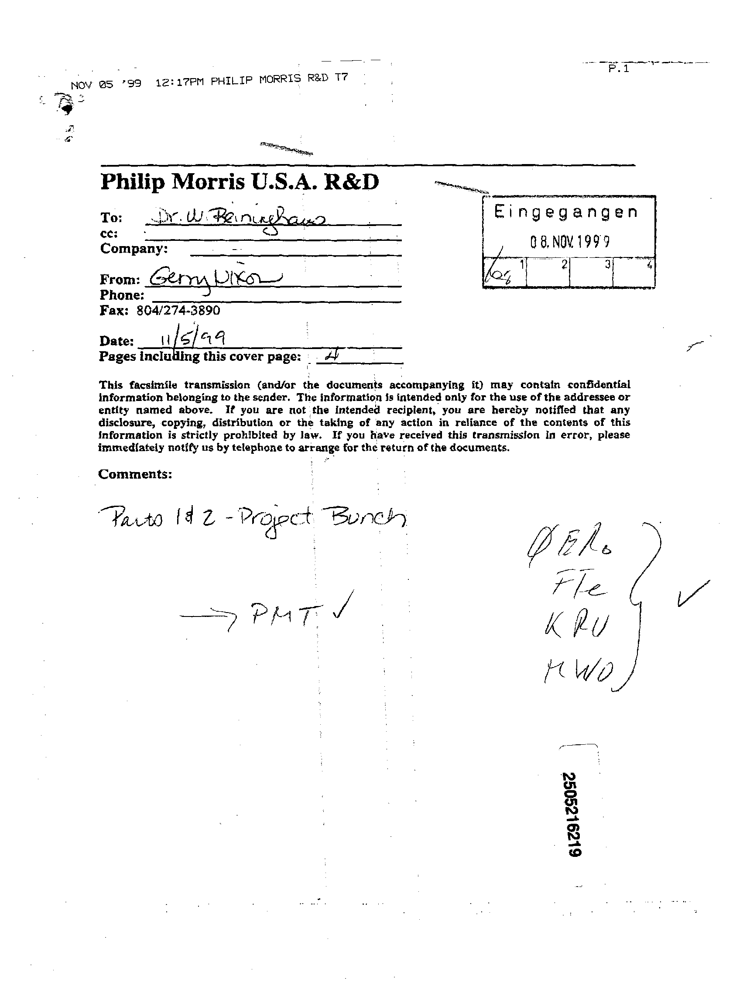 NOV 05 '99 12:17PM PHILIP MORRIS R&D T7
P.1
Philip Morris U.S.A. R&D
To: Dr. W. Reininghaus
cc:
Company:
From: Gerry Nixon
Phone:
Fax: 804/274-3890
Date: 11/5/99
Pages including this cover page: 4
Eingegangen
08. NOV. 1999
1 2 3 4
This facsimile transmission (and/or the documents accompanying it) may contain confidential
information belonging to the sender. The information is intended only for the use of the addressee or
entity named above. If you are not the intended recipient, you are hereby notified that any
disclosure, copying, distribution or the taking of any action in reliance of the contents of this
information is strictly prohibited by law. If you have received this transmission in error, please
immediately notify us by telephone to arrange for the return of the documents.
Comments:
Parts 1 & 2 - Project Bunch
→ PMT ✓
FTe
KRU
MWO
✓
2505216219